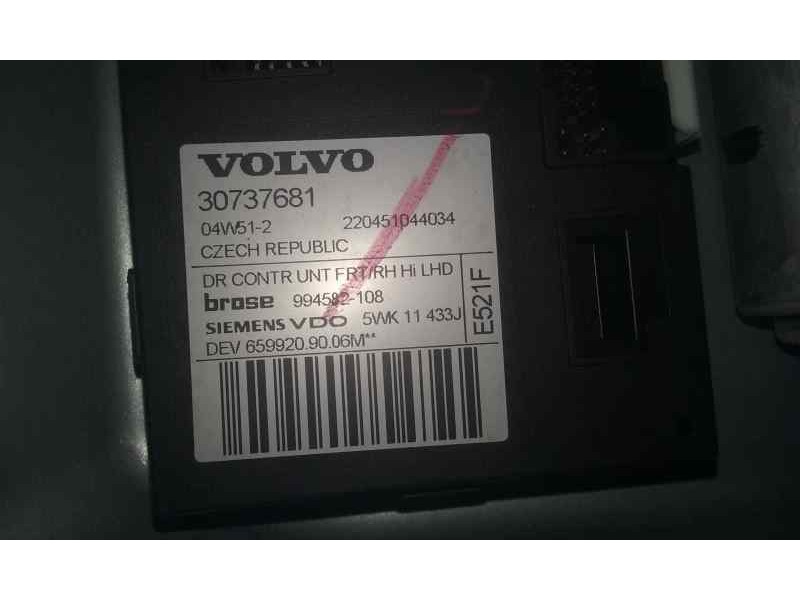 VOLVO
30737681
04W51-2 220451044034
CZECH REPUBLIC
DR CONTR UNT FRT/RH Hi LHD
brose 994582-108
SIEMENS VDO 5WK 11 433J
DEV 659920.90.06M**
E521F